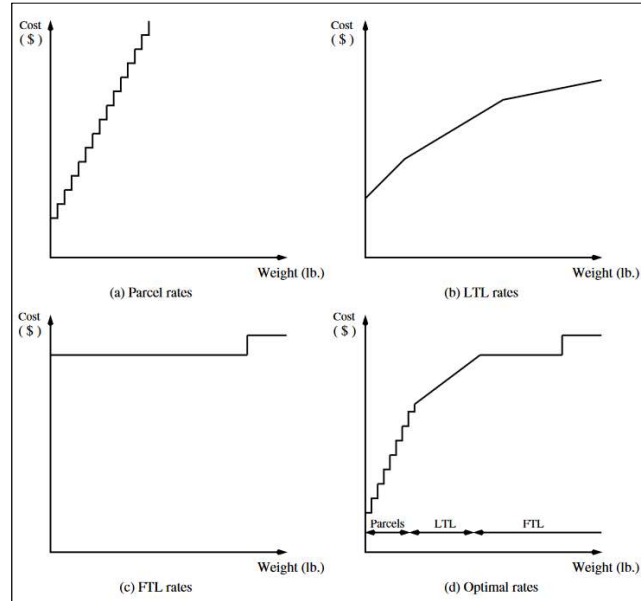 Cost
( $ )
Weight (lb.)
(a) Parcel rates
Cost
( $ )
Weight (lb.)
(b) LTL rates
Cost
( $ )
Weight (lb.)
(c) FTL rates
Cost
( $ )
Parcels
LTL
FTL
Weight (lb.)
(d) Optimal rates